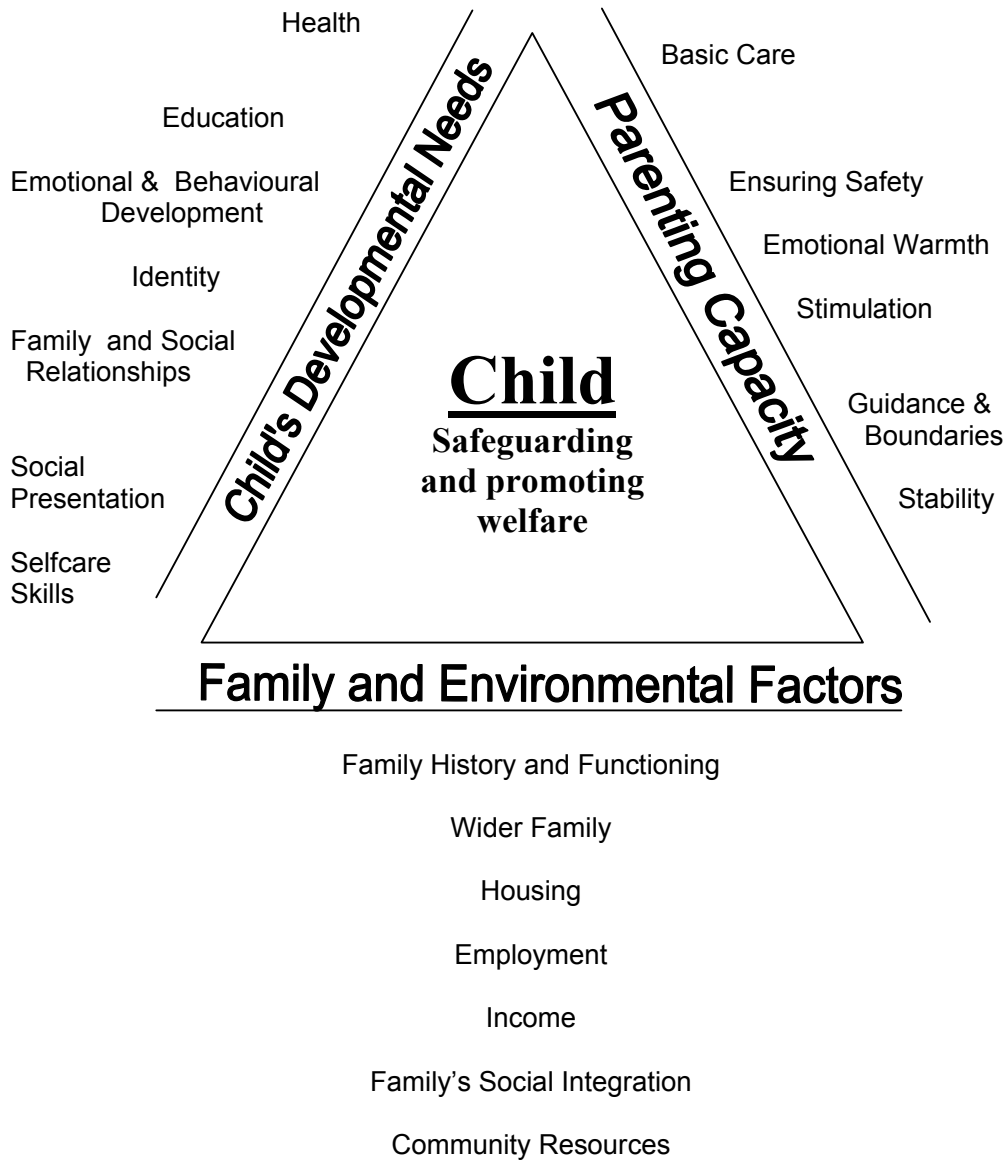 Health
Education
Emotional & Behavioural
Development
Identity
Family and Social
Relationships
Social
Presentation
Selfcare
Skills
Child's Developmental Needs
Child
Safeguarding
and promoting
welfare
Parenting Capacity
Basic Care
Ensuring Safety
Emotional Warmth
Stimulation
Guidance &
Boundaries
Stability
Family and Environmental Factors
Family History and Functioning
Wider Family
Housing
Employment
Income
Family’s Social Integration
Community Resources